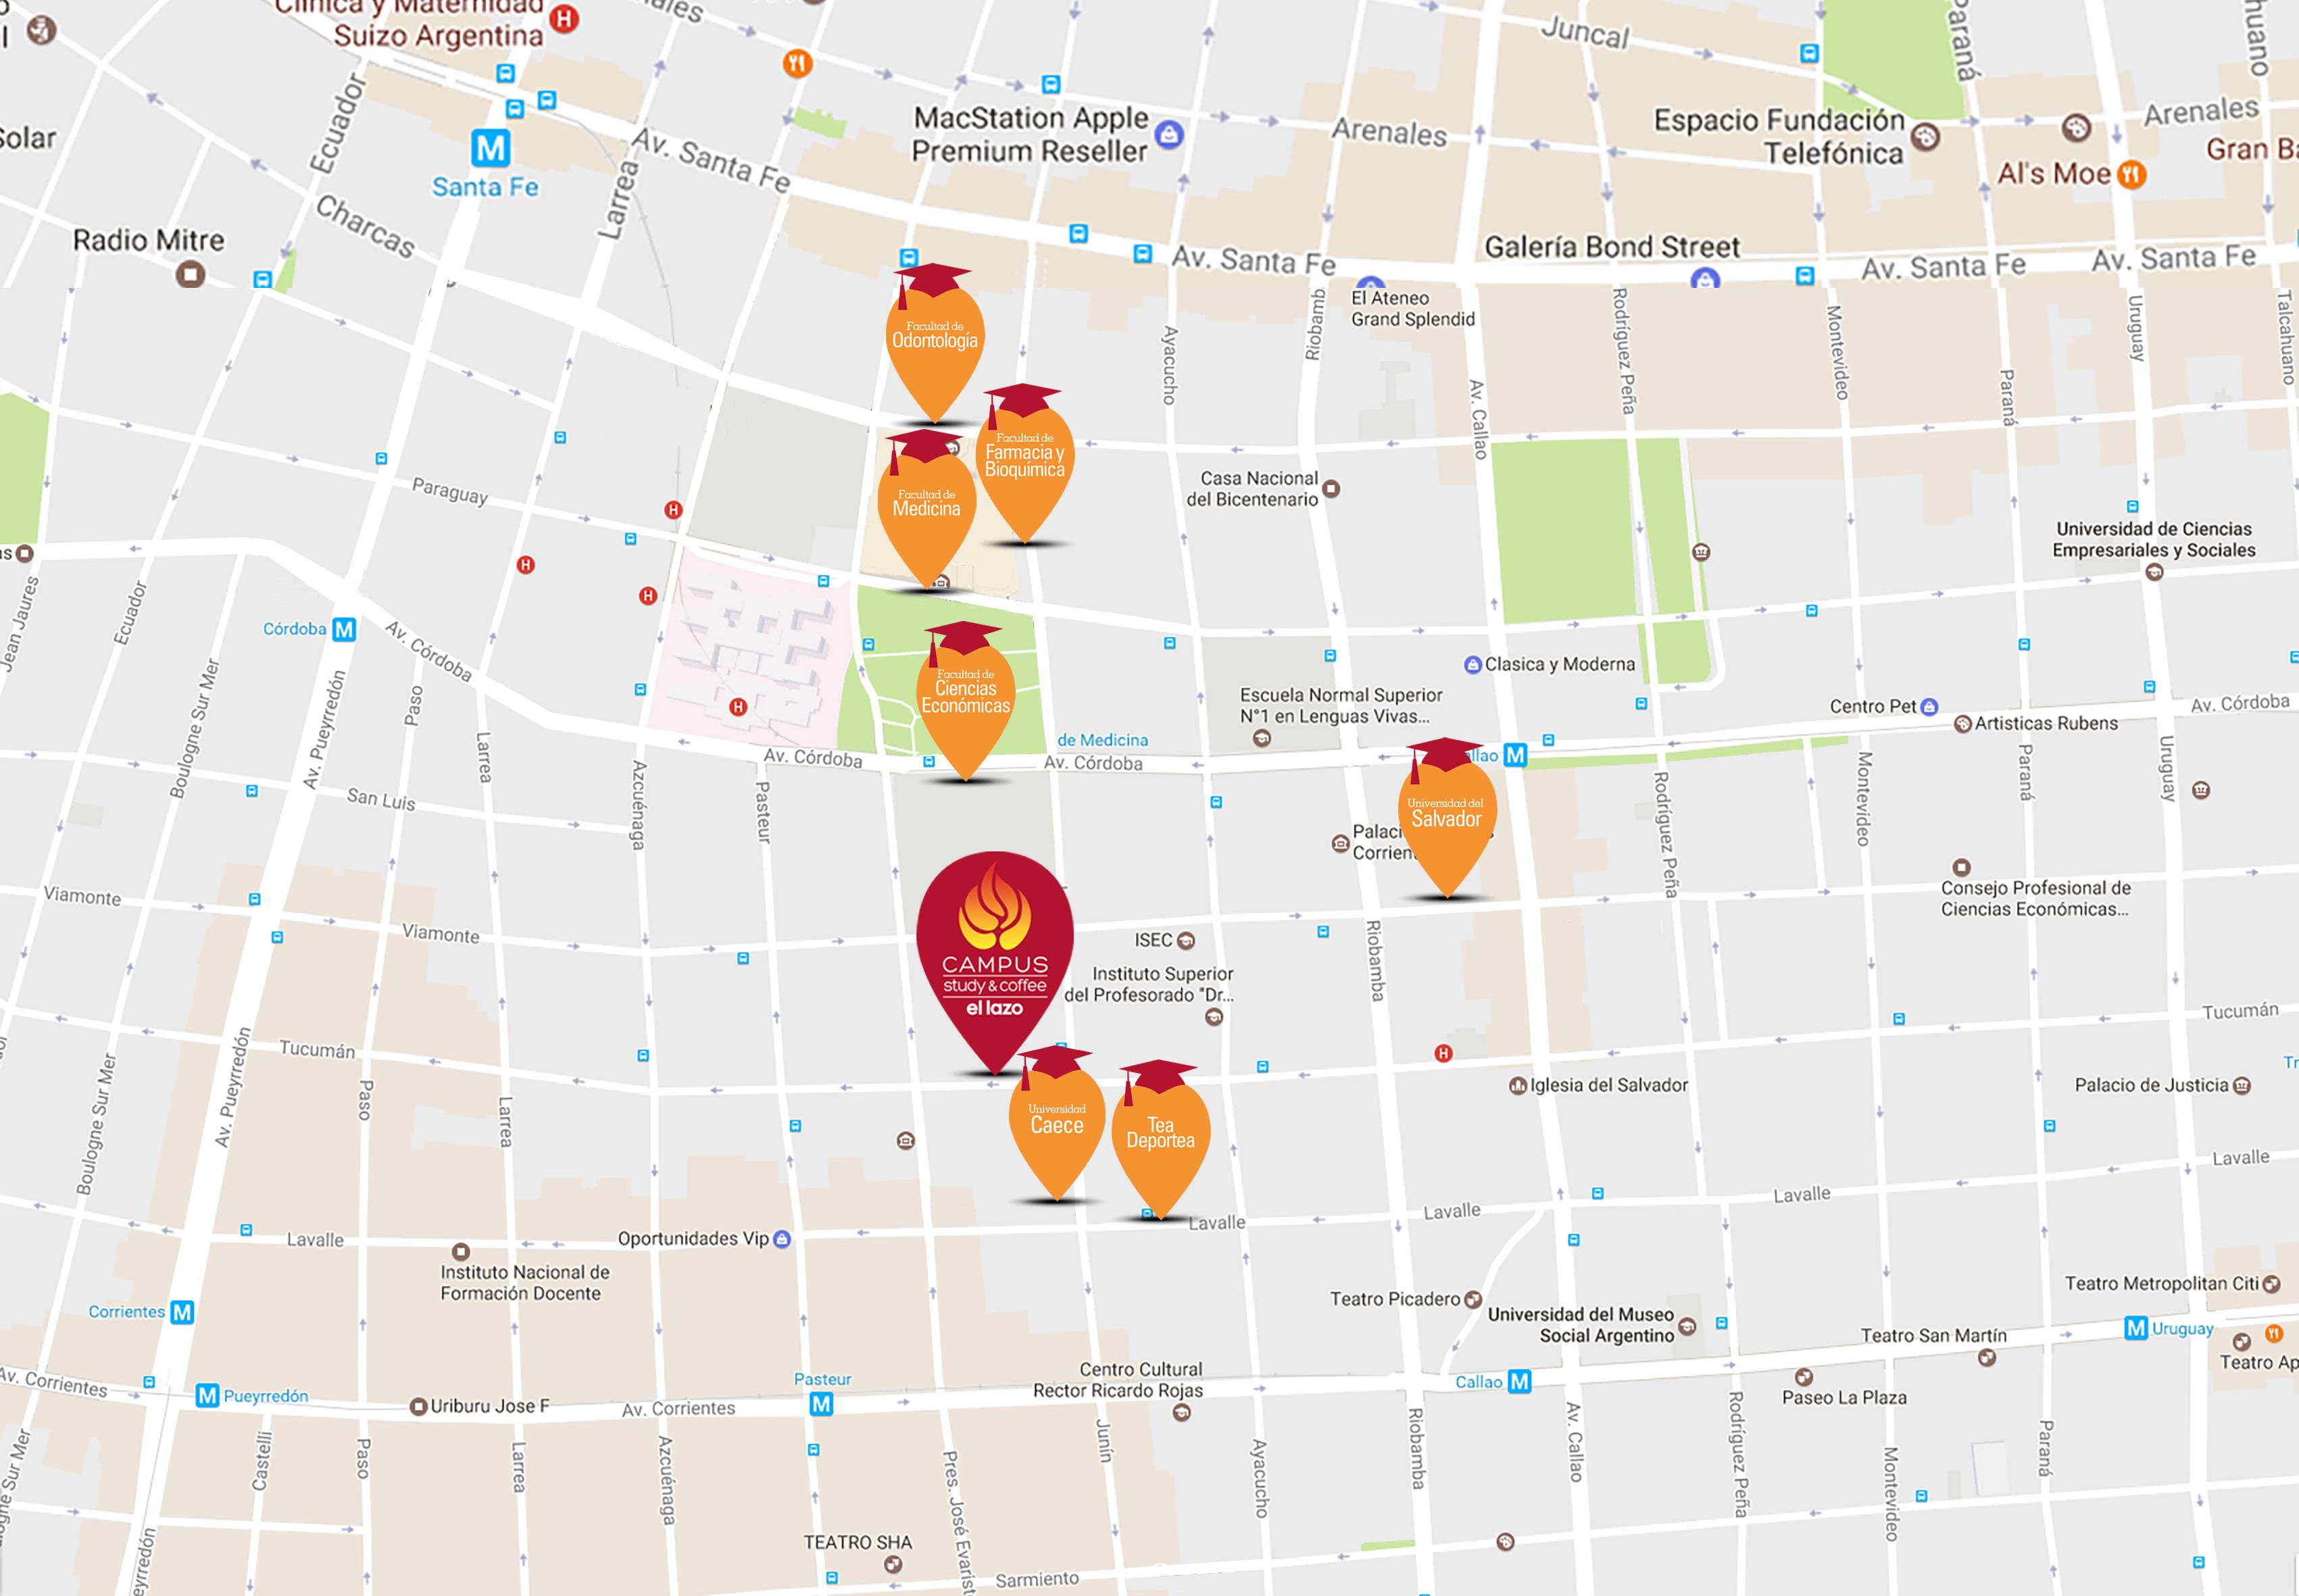 Clínica y Maternidad
Suizo Argentina
H
Juncal
Paraná
Ecuador
Larrea
Av. Santa Fe
M
Santa Fe
Charcas
Radio Mitre
MacStation Apple
Premium Reseller
Arenales
Espacio Fundación
Telefónica
Arenales
Al's Moe
Gran
Galería Bond Street
Av. Santa Fe
Av. Santa Fe
Av. Santa Fe
El Ateneo
Grand Splendid
Facultad de
Odontología
Facultad de
Farmacia y
Bioquímica
Facultad de
Medicina
Ayacucho
Riobamba
Av. Callao
Rodríguez Peña
Montevideo
Paraná
Uruguay
Talcahuano
Casa Nacional
del Bicentenario
Paraguay
H
H
H
H
Universidad de Ciencias
Empresariales y Sociales
Jean Jaures
Ecuador
Córdoba M
Av. Córdoba
Boulogne Sur Mer
Av. Pueyrredón
Paso
Larrea
Facultad de
Ciencias
Económicas
Clasica y Moderna
Escuela Normal Superior
N°1 en Lenguas Vivas...
Centro Pet
Artisticas Rubens
Av. Córdoba
de Medicina
Av. Córdoba
Av. Córdoba
M
San Luis
Azcuénaga
Pasteur
Universidad del
Salvador
Rodríguez Peña
Montevideo
Paraná
Uruguay
Viamonte
Viamonte
CAMPUS
study & coffee
el lazo
ISEC
Instituto Superior
del Profesorado "Dr...
Riobamba
Consejo Profesional de
Ciencias Económicas...
Tucumán
Tucumán
H
Iglesia del Salvador
Palacio de Justicia
Boulogne Sur Mer
Av. Pueyrredón
Paso
Larrea
Universidad
Caece
Tea
Deportea
Lavalle
Lavalle
Lavalle
Lavalle
Lavalle
Oportunidades Vip
Instituto Nacional de
Formación Docente
Corrientes M
Teatro Picadero
Universidad del Museo
Social Argentino
Teatro Metropolitan Citi
Teatro San Martín
M Uruguay
Teatro
Av. Corrientes
M Pueyrredón
Uriburu Jose F
Av. Corrientes
Pasteur
M
Centro Cultural
Rector Ricardo Rojas
Callao M
Paseo La Plaza
Castelli
Paso
Larrea
Azcuénaga
Pres. José
Junín
Ayacucho
Riobamba
Av. Callao
Rodríguez Peña
Montevideo
Paraná
TEATRO SHA
Sarmiento